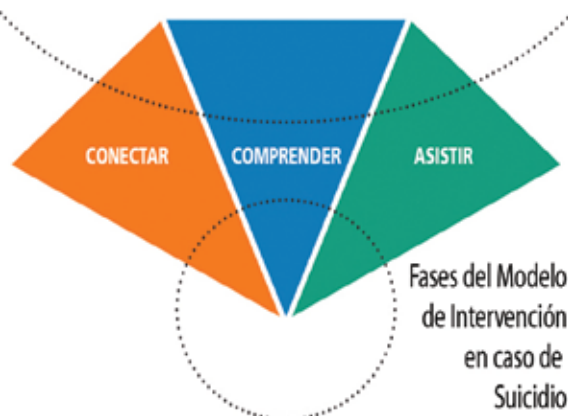 CONECTAR
COMPRENDER
ASISTIR
Fases del Modelo
de Intervención
en caso de
Suicidio